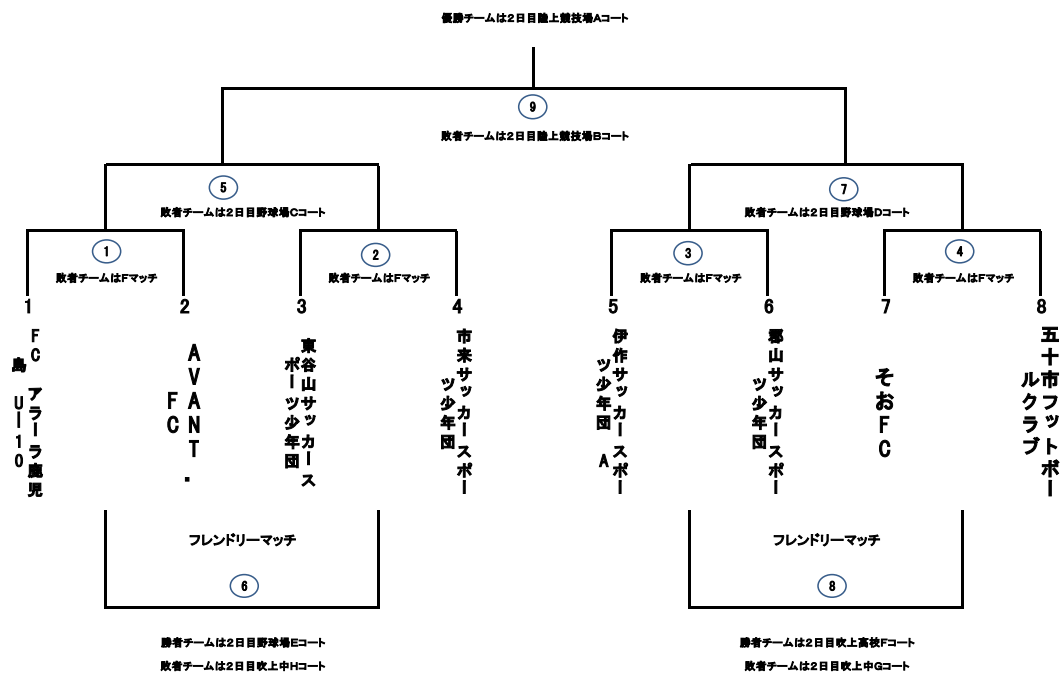 優勝チームは2日目陸上競技場Aコート
9
敗者チームは2日目陸上競技場Bコート
5
敗者チームは2日目野球場Cコート
7
敗者チームは2日目野球場Dコート
1
敗者チームはFマッチ
2
敗者チームはFマッチ
3
敗者チームはFマッチ
4
敗者チームはFマッチ
1
2
3
4
5
6
7
8
FC アラーラ鹿児
島 U-10
AVANT.
FC
東谷山サッカース
ポーツ少年団
市来サッカースポー
ツ少年団
伊作サッカースポー
ツ少年団 A
郡山サッカースポー
ツ少年団
そおFC
五十市フットボー
ルクラブ
フレンドリーマッチ
6
フレンドリーマッチ
8
勝者チームは2日目野球場Eコート
敗者チームは2日目吹上中Hコート
勝者チームは2日目吹上高校Fコート
敗者チームは2日目吹上中Gコート